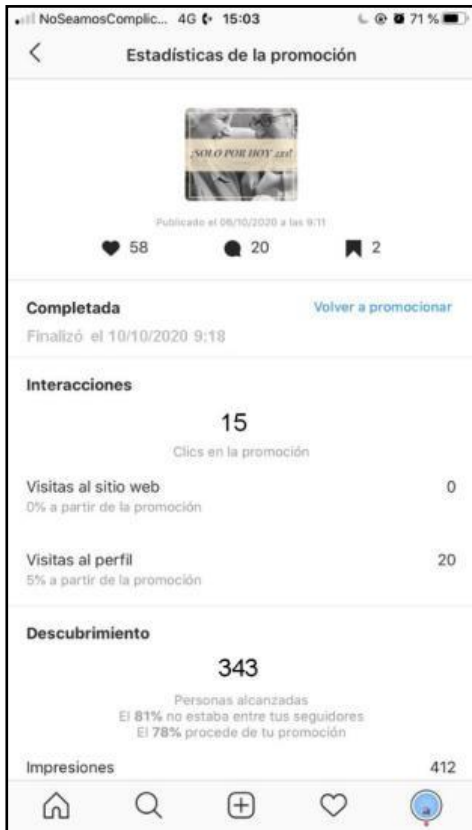 NoSeamosComplic... 4G 15:03 71 %
Estadísticas de la promoción
¡SOLO POR HOY 2x1!
Publicado el 06/10/2020 a las 9:11
58 20 2
Completada Volver a promocionar
Finalizó el 10/10/2020 9:18
Interacciones
15
Clics en la promoción
Visitas al sitio web 0
0% a partir de la promoción
Visitas al perfil 20
5% a partir de la promoción
Descubrimiento
343
Personas alcanzadas
El 81% no estaba entre tus seguidores
El 78% procede de tu promoción
Impresiones 412